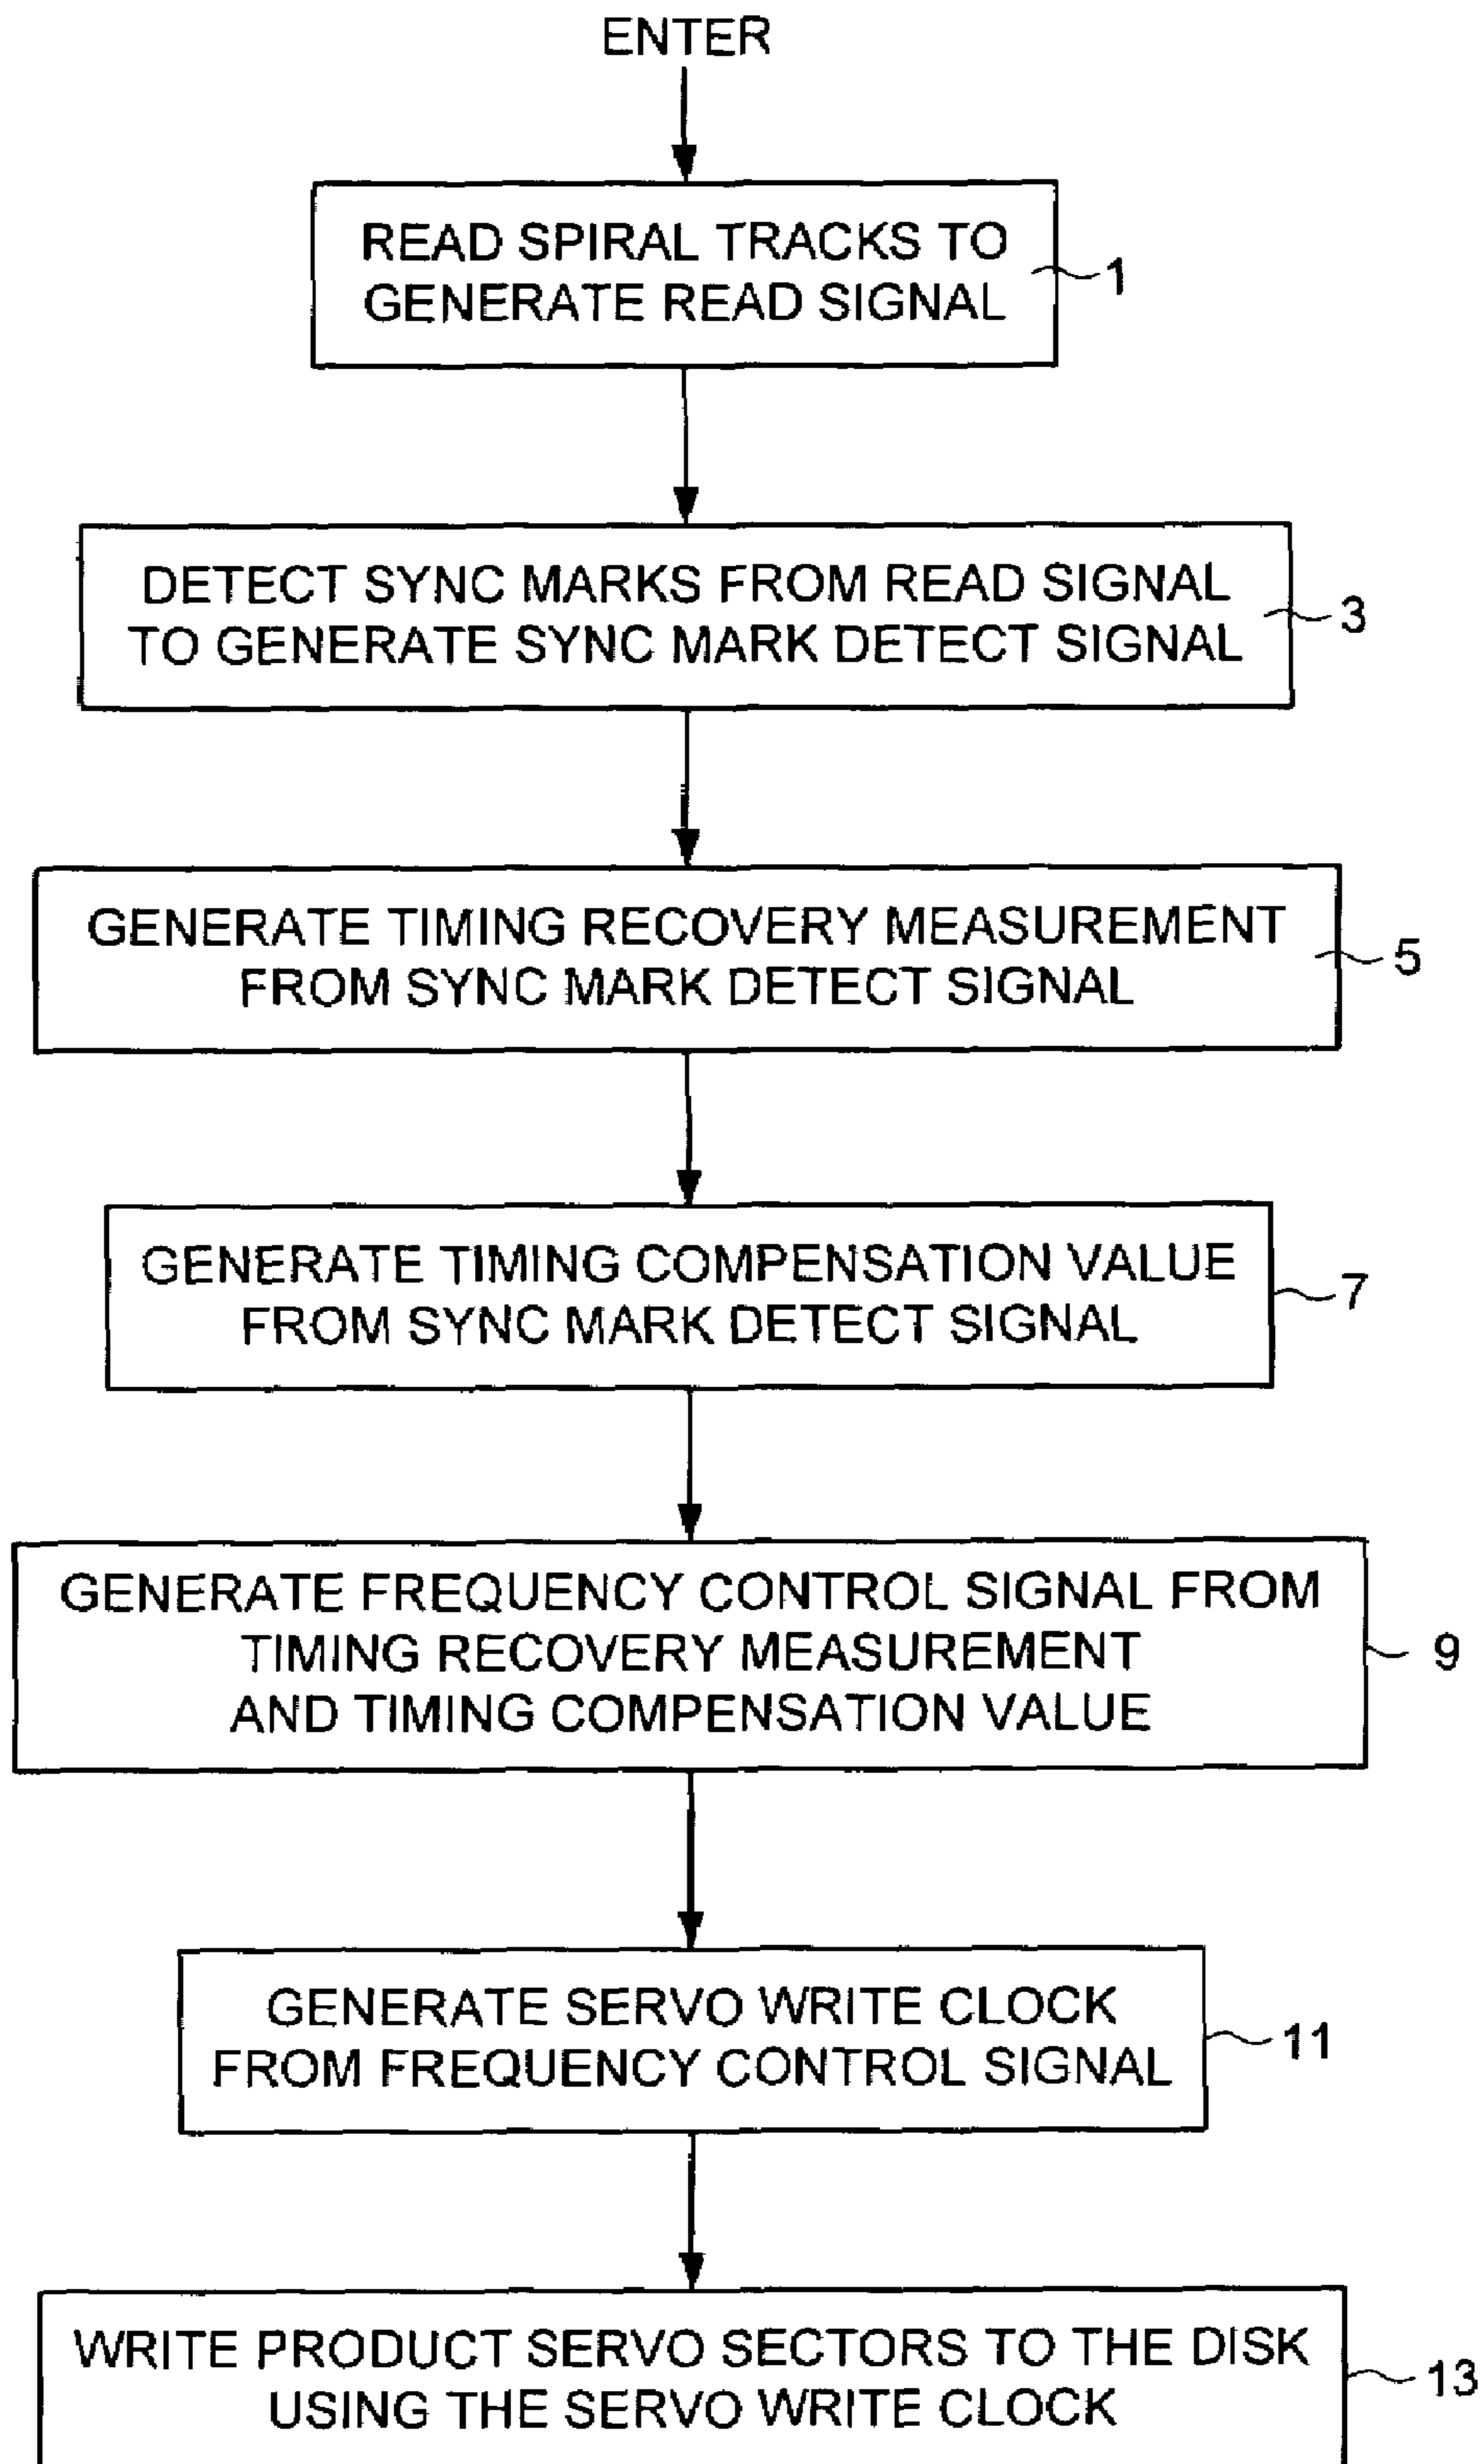 ENTER
READ SPIRAL TRACKS TO
GENERATE READ SIGNAL
1
DETECT SYNC MARKS FROM READ SIGNAL
TO GENERATE SYNC MARK DETECT SIGNAL
3
GENERATE TIMING RECOVERY MEASUREMENT
FROM SYNC MARK DETECT SIGNAL
5
GENERATE TIMING COMPENSATION VALUE
FROM SYNC MARK DETECT SIGNAL
7
GENERATE FREQUENCY CONTROL SIGNAL FROM
TIMING RECOVERY MEASUREMENT
AND TIMING COMPENSATION VALUE
9
GENERATE SERVO WRITE CLOCK
FROM FREQUENCY CONTROL SIGNAL
11
WRITE PRODUCT SERVO SECTORS TO THE DISK
USING THE SERVO WRITE CLOCK
13